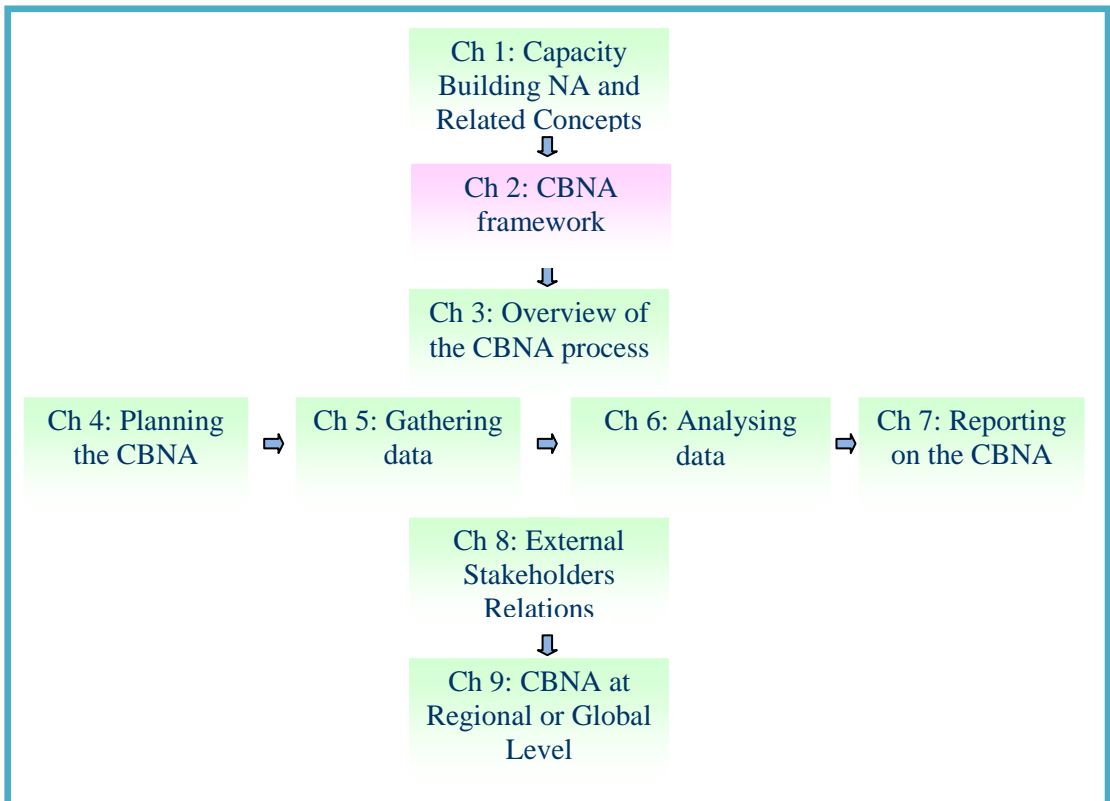 Ch 1: Capacity
Building NA and
Related Concepts
Ch 2: CBNA
framework
Ch 3: Overview of
the CBNA process
Ch 4: Planning
the CBNA
Ch 5: Gathering
data
Ch 6: Analysing
data
Ch 7: Reporting
on the CBNA
Ch 8: External
Stakeholders
Relations
Ch 9: CBNA at
Regional or Global
Level